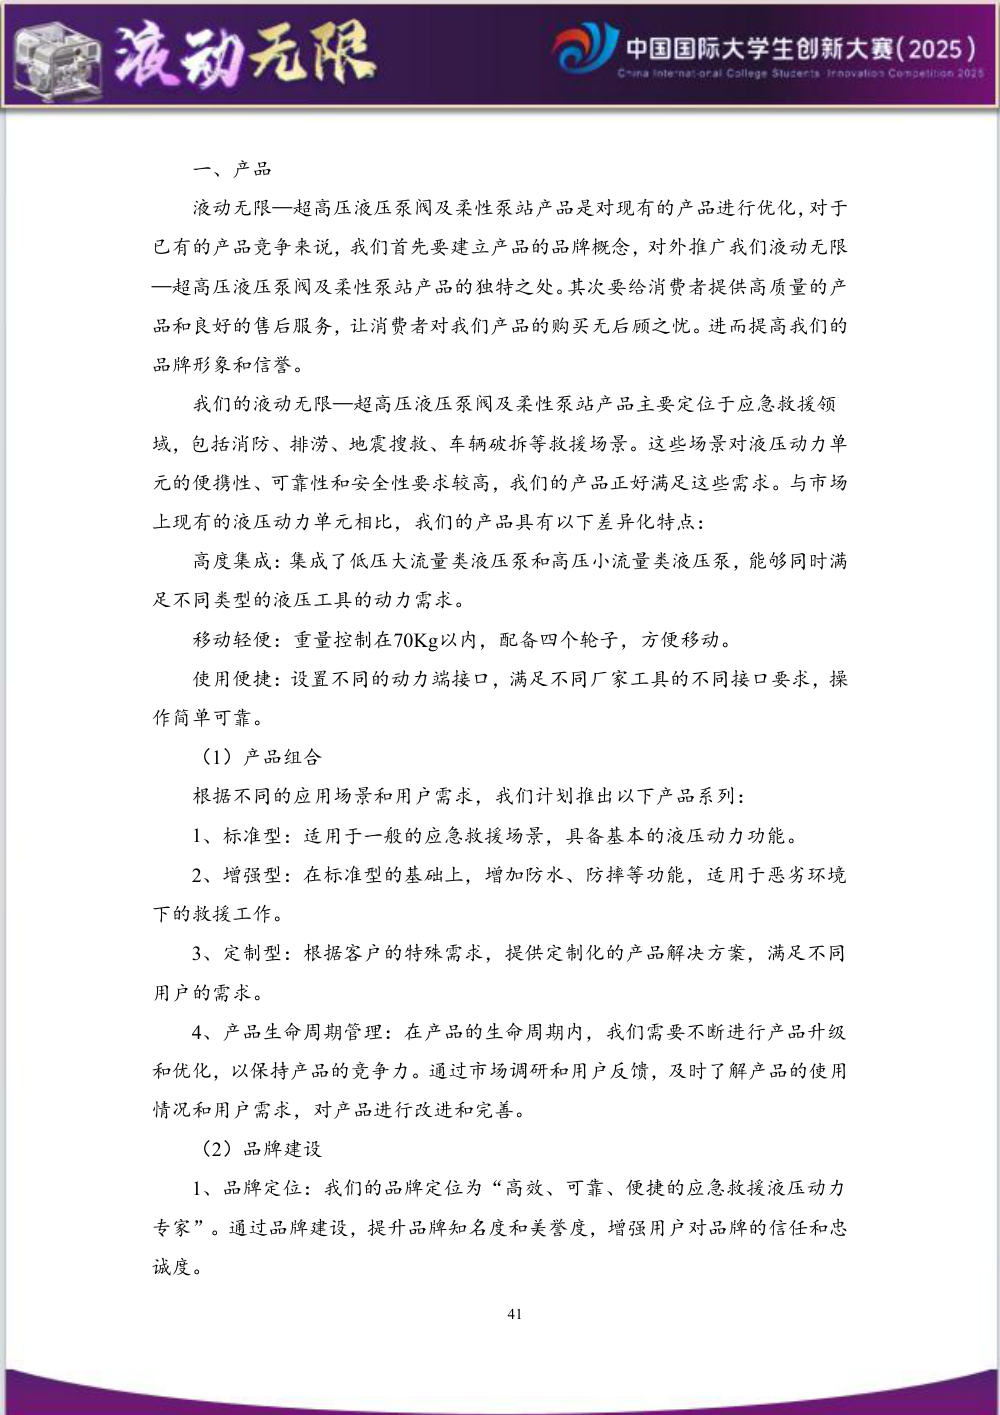 液动无限
中国国际大学生创新大赛(2025)
China International College Students' Innovation Competition 2025
一、产品
液动无限—超高压液压泵阀及柔性泵站产品是对现有的产品进行优化，对于
已有的产品竞争来说，我们首先要建立产品的品牌概念，对外推广我们液动无限
—超高压液压泵阀及柔性泵站产品的独特之处。其次要给消费者提供高质量的产
品和良好的售后服务，让消费者对我们产品的购买无后顾之忧。进而提高我们的
品牌形象和信誉。
我们的液动无限—超高压液压泵阀及柔性泵站产品主要定位于应急救援领
域，包括消防、排涝、地震搜救、车辆破拆等救援场景。这些场景对液压动力单
元的便携性、可靠性和安全性要求较高，我们的产品正好满足这些需求。与市场
上现有的液压动力单元相比，我们的产品具有以下差异化特点：
高度集成：集成了低压大流量类液压泵和高压小流量类液压泵，能够同时满
足不同类型的液压工具的动力需求。
移动轻便：重量控制在70Kg以内，配备四个轮子，方便移动。
使用便捷：设置不同的动力端接口，满足不同厂家工具的不同接口要求，操
作简单可靠。
（1）产品组合
根据不同的应用场景和用户需求，我们计划推出以下产品系列：
1、标准型：适用于一般的应急救援场景，具备基本的液压动力功能。
2、增强型：在标准型的基础上，增加防水、防摔等功能，适用于恶劣环境
下的救援工作。
3、定制型：根据客户的特殊需求，提供定制化的产品解决方案，满足不同
用户的需求。
4、产品生命周期管理：在产品的生命周期内，我们需要不断进行产品升级
和优化，以保持产品的竞争力。通过市场调研和用户反馈，及时了解产品的使用
情况和用户需求，对产品进行改进和完善。
（2）品牌建设
1、品牌定位：我们的品牌定位为“高效、可靠、便捷的应急救援液压动力
专家”。通过品牌建设，提升品牌知名度和美誉度，增强用户对品牌的信任和忠
诚度。
41